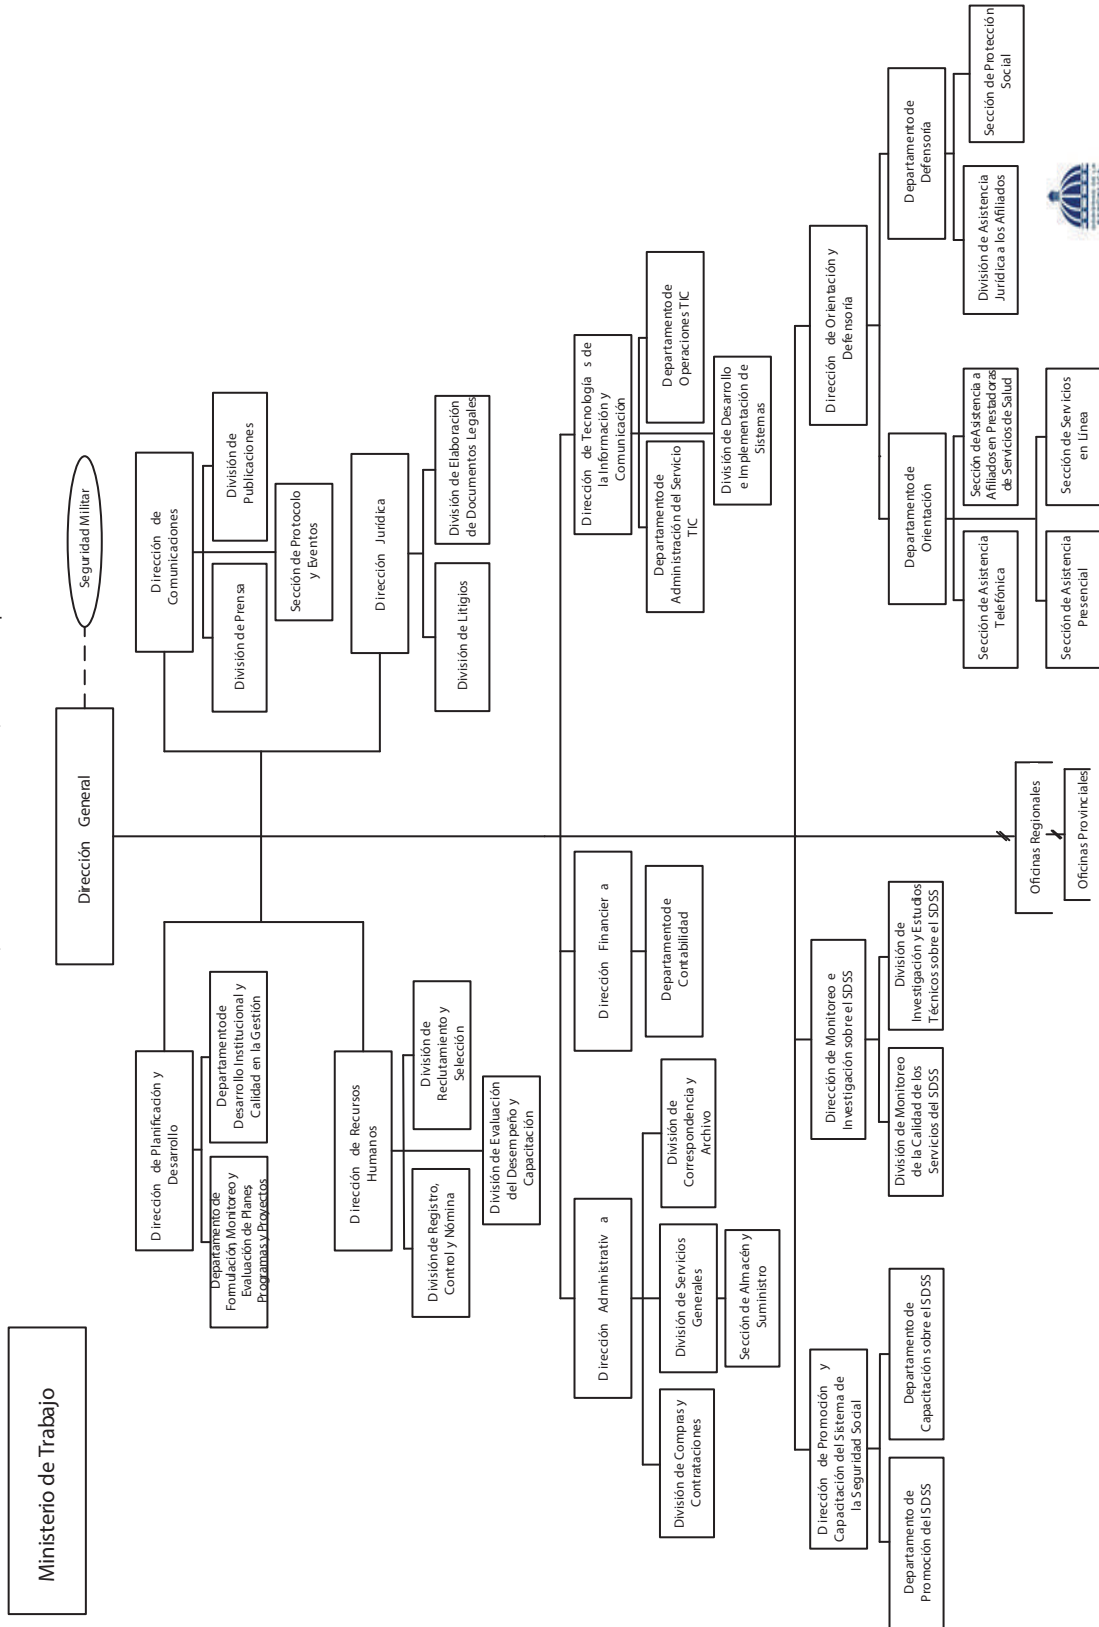 Ministerio de Trabajo
Dirección General
Seguridad Militar
Dirección de Planificación y
Desarrollo
Departamento de
Formulación Monitoreo y
Evaluación de Planes,
Programas y Proyectos
Departamento de
Desarrollo Institucional y
Calidad en la Gestión
Dirección de Comunicaciones
División de Prensa
División de
Publicaciones
Sección de Protocolo
y Eventos
Dirección de Recursos
Humanos
División de Registro,
Control y Nómina
División de
Reclutamiento y
Selección
División de Evaluación
del Desempeño y
Capacitación
Dirección Jurídica
División de Litigios
División de Elaboración
de Documentos Legales
Dirección Administrativ a
División de Compras y
Contrataciones
División de Servicios
Generales
División de
Correspondencia y
Archivo
Sección de Almacén y
Suministro
Dirección Financier a
Departamento de
Contabilidad
Dirección de Tecnología s de
la Información y
Comunicación
Departamento de
Administración del Servicio
TIC
Departamento de
Operaciones TIC
División de Desarrollo
e Implementación de
Sistemas
Dirección de Promoción y
Capacitación del Sistema de
la Seguridad Social
Departamento de
Promoción del SDSS
Departamento de
Capacitación sobre el SDSS
Dirección de Monitoreo e
Investigación sobre el SDSS
División de Monitoreo
de la Calidad de los
Servicios del SDSS
División de
Investigación y Estudios
Técnicos sobre el SDSS
Dirección de Orientación y
Defensoría
Departamento de
Orientación
Sección de Asistencia
Telefónica
Sección de Asistencia a
Afiliados en Prestadoras
de Servicios de Salud
Sección de Asistencia
Presencial
Sección de Servicios
en Línea
Departamento de
Defensoría
División de Asistencia
Jurídica a los Afiliados
Sección de Protección
Social
Oficinas Regionales
Oficinas Provinciales